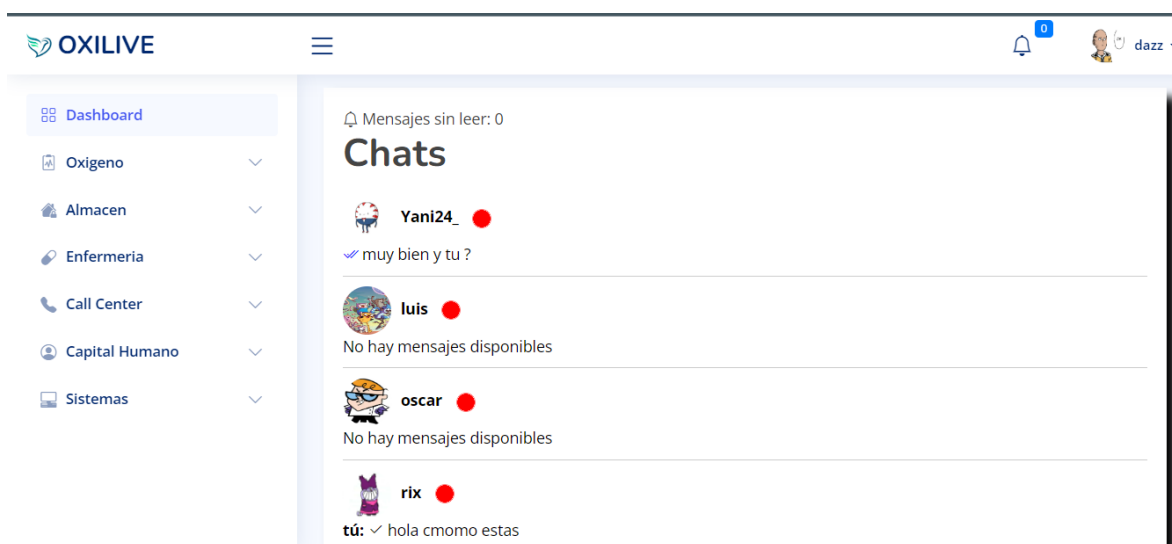 OXILIVE
0
dazz
Dashboard
Oxigeno
Almacen
Enfermeria
Call Center
Capital Humano
Sistemas
Mensajes sin leer: 0
Chats
Yani24_
muy bien y tu ?
luis
No hay mensajes disponibles
oscar
No hay mensajes disponibles
rix
tú: hola cmomo estas